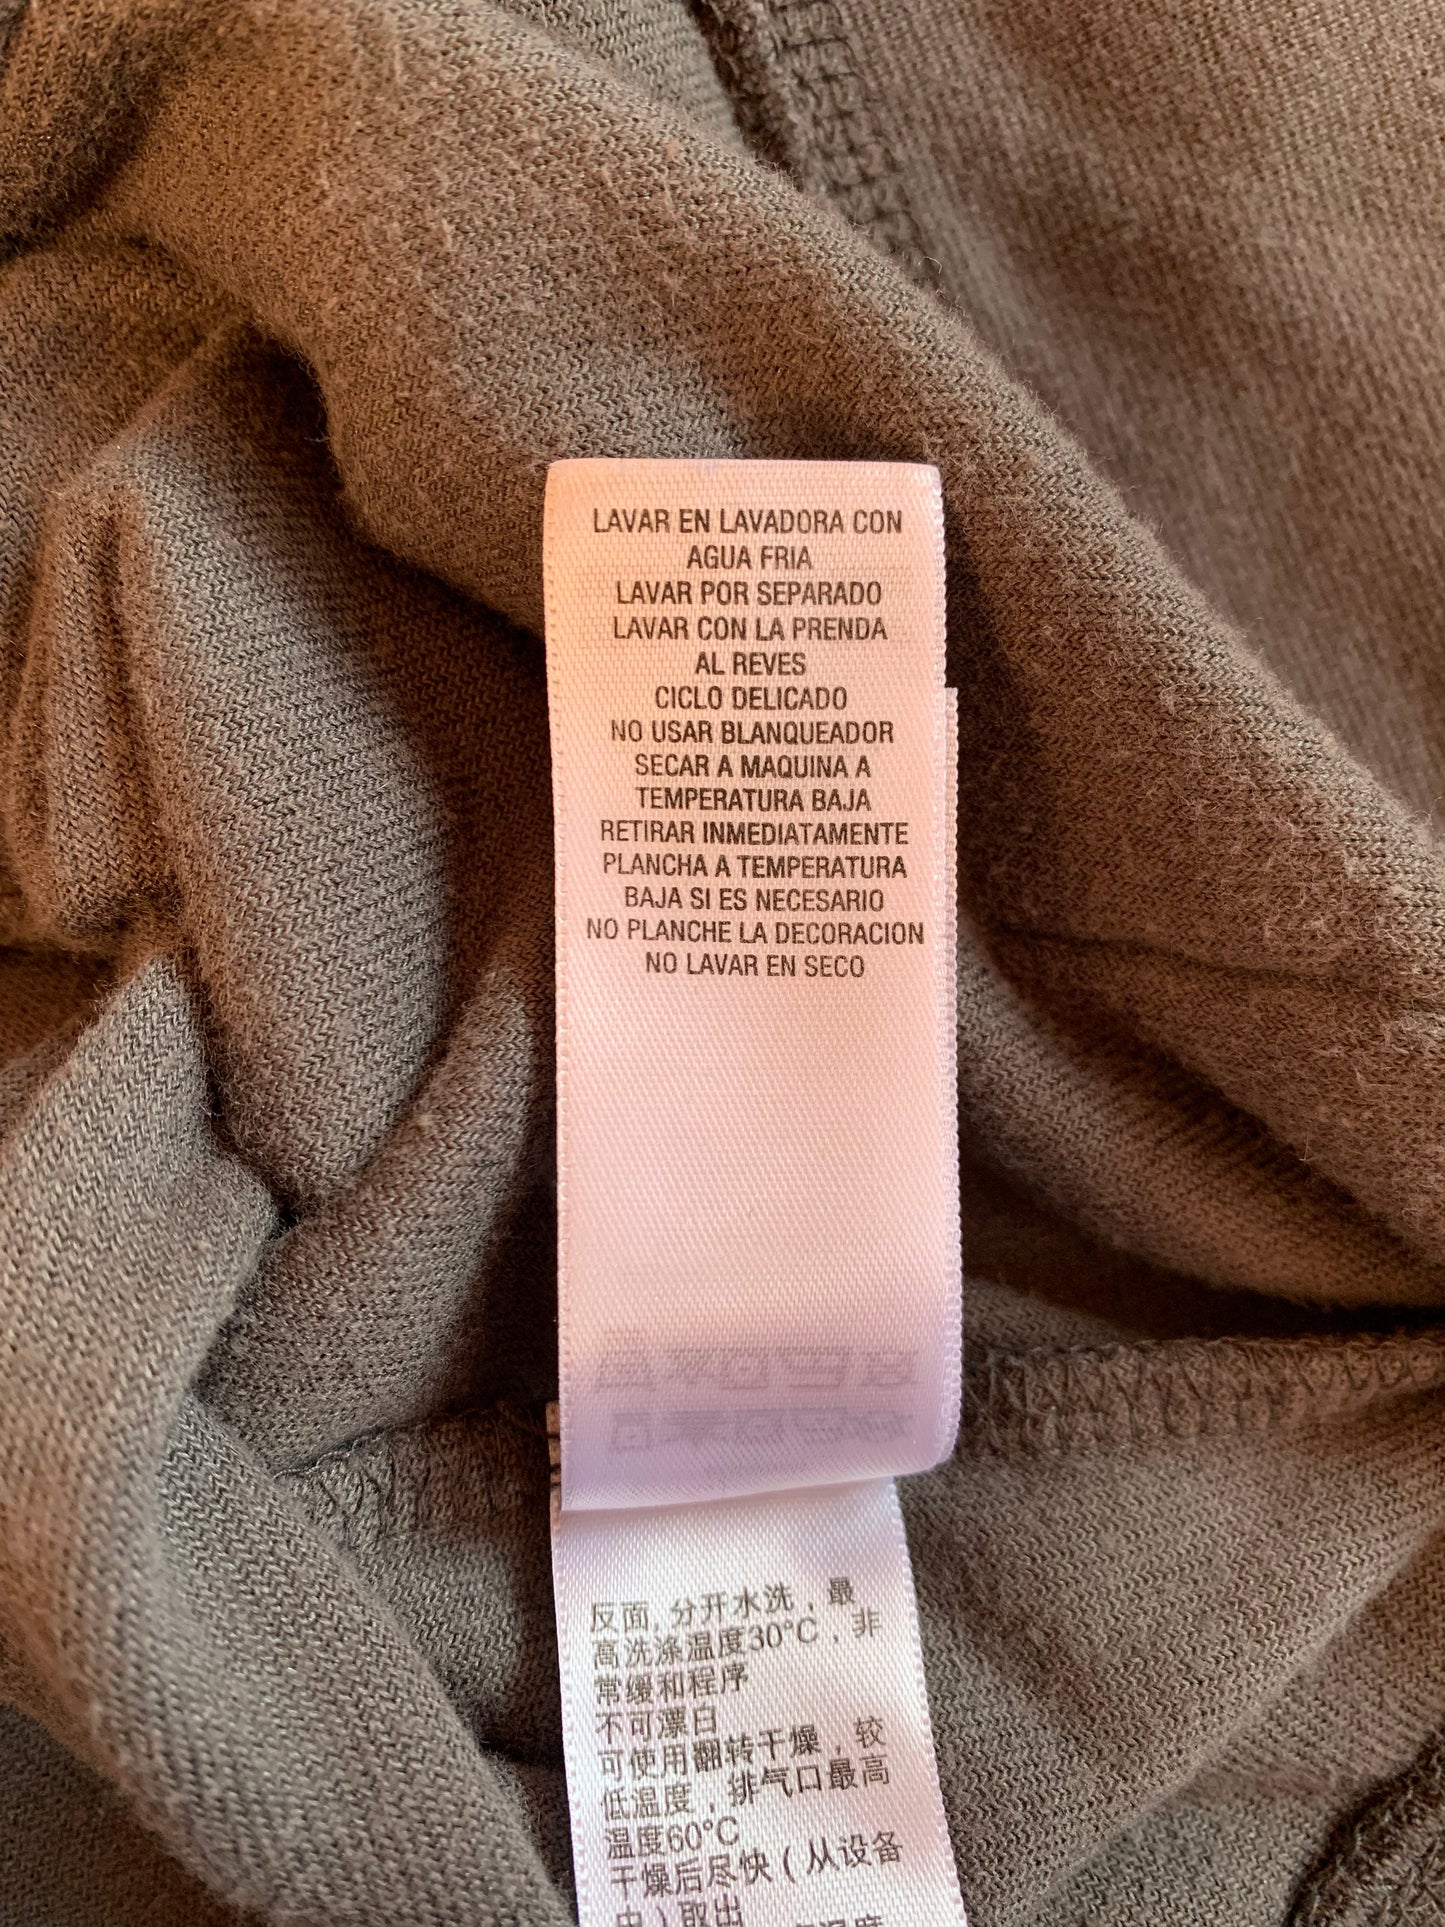 LAVAR EN LAVADORA CON
AGUA FRIA
LAVAR POR SEPARADO
LAVAR CON LA PRENDA
AL REVES
CICLO DELICADO
NO USAR BLANQUEADOR
SECAR A MAQUINA A
TEMPERATURA BAJA
RETIRAR INMEDIATAMENTE
PLANCHA A TEMPERATURA
BAJA SI ES NECESARIO
NO PLANCHE LA DECORACION
NO LAVAR EN SECO
反面, 分开水洗，最
高洗涤温度30°C，非
常缓和程序
不可漂白
可使用翻转干燥，较
低温度，排气口最高
温度60°C
干燥后尽快(从设备
中)取出